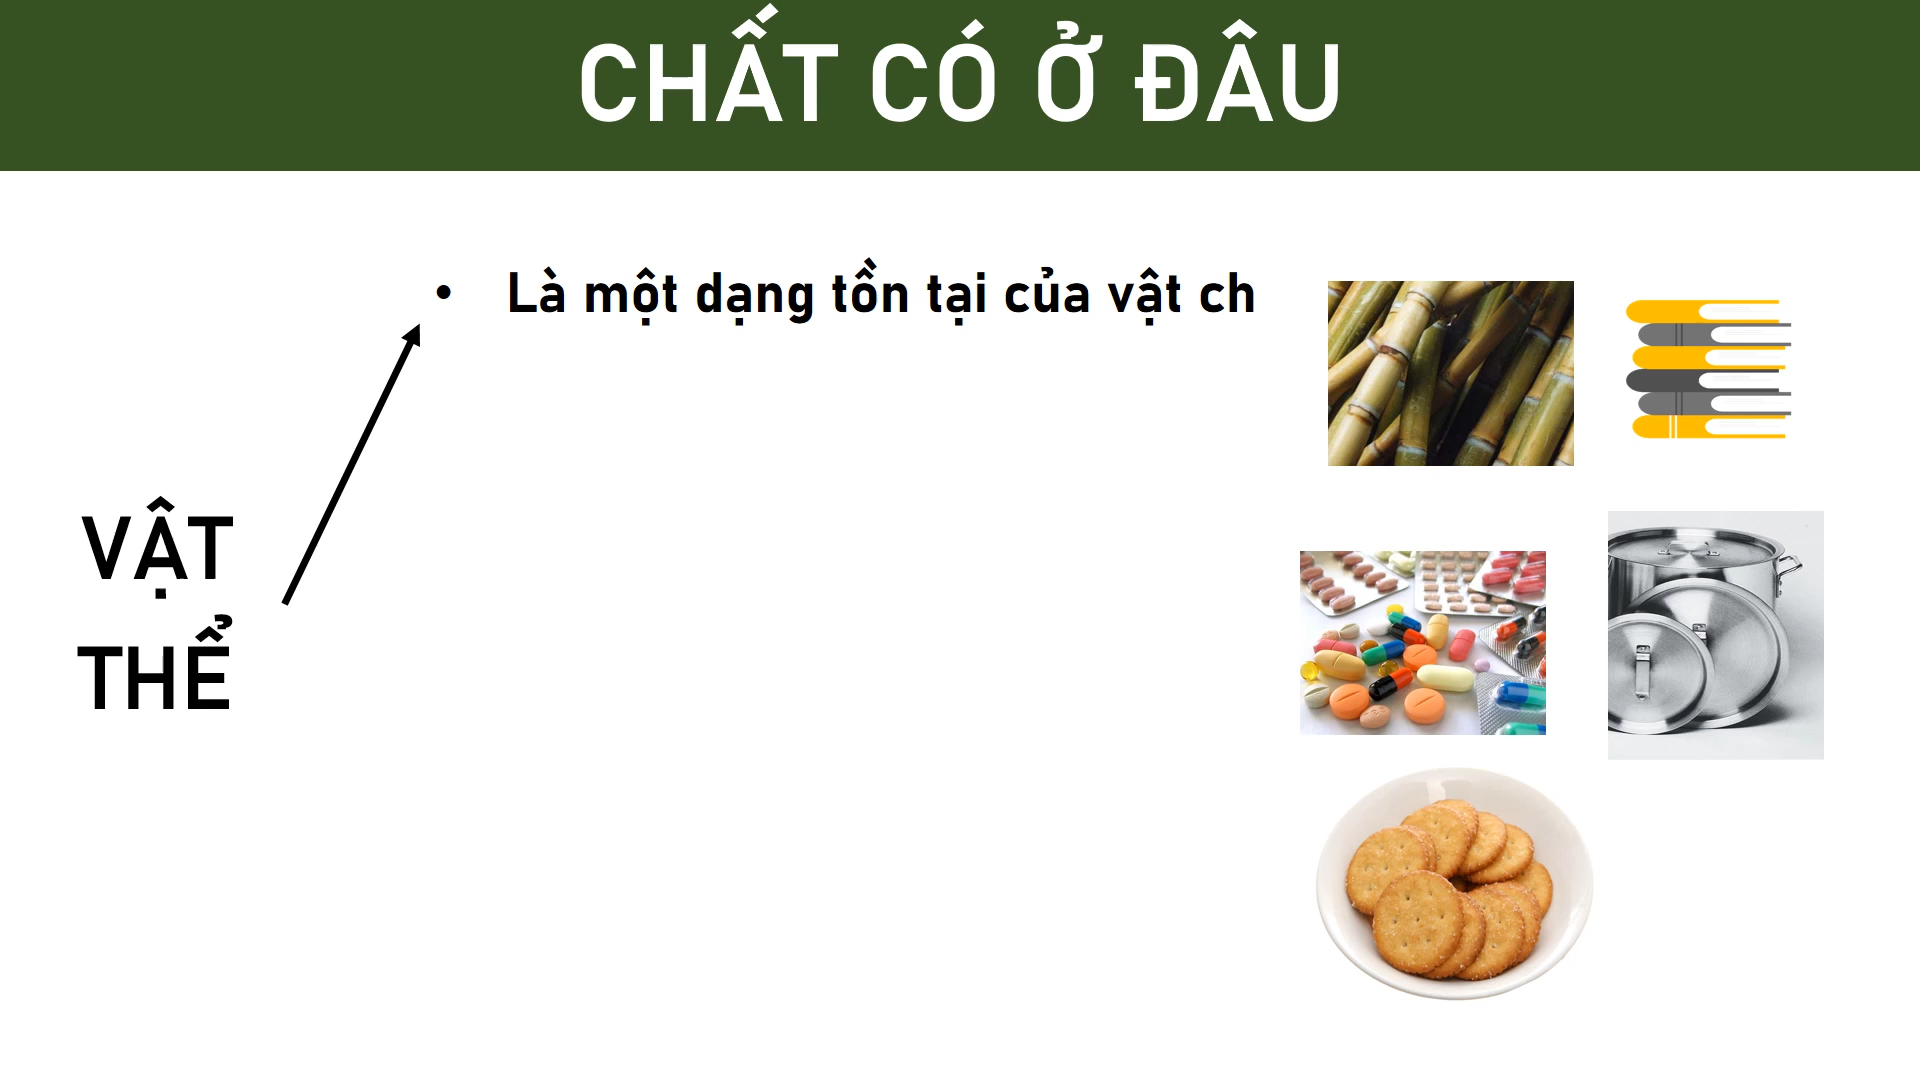 CHẤT CÓ Ở ĐÂU
• Là một dạng tồn tại của vật ch
VẬT
THỂ